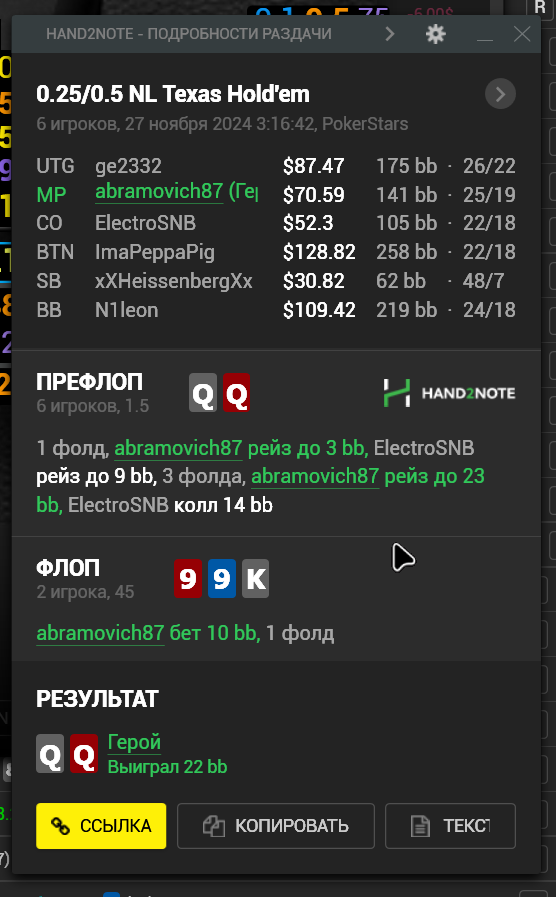 HAND2NOTE - ПОДРОБНОСТИ РАЗДАЧИ
0.25/0.5 NL Texas Hold'em
6 игроков, 27 ноября 2024 3:16:42, PokerStars
UTG ge2332 $87.47 175 bb · 26/22
MP abramovich87 (Ге $70.59 141 bb · 25/19
CO ElectroSNB $52.3 105 bb · 22/18
BTN ImaPeppaPig $128.82 258 bb · 22/18
SB xXHeissenbergXx $30.82 62 bb · 48/7
BB N1leon $109.42 219 bb · 24/18
ПРЕФЛОП Q Q HAND2NOTE
6 игроков, 1.5
1 фолд, abramovich87 рейз до 3 bb, ElectroSNB
рейз до 9 bb, 3 фолда, abramovich87 рейз до 23
bb, ElectroSNB колл 14 bb
ФЛОП 9 9 K
2 игрока, 45
abramovich87 бет 10 bb, 1 фолд
РЕЗУЛЬТАТ
Q Q Герой
Выиграл 22 bb
ССЫЛКА КОПИРОВАТЬ ТЕКСТ